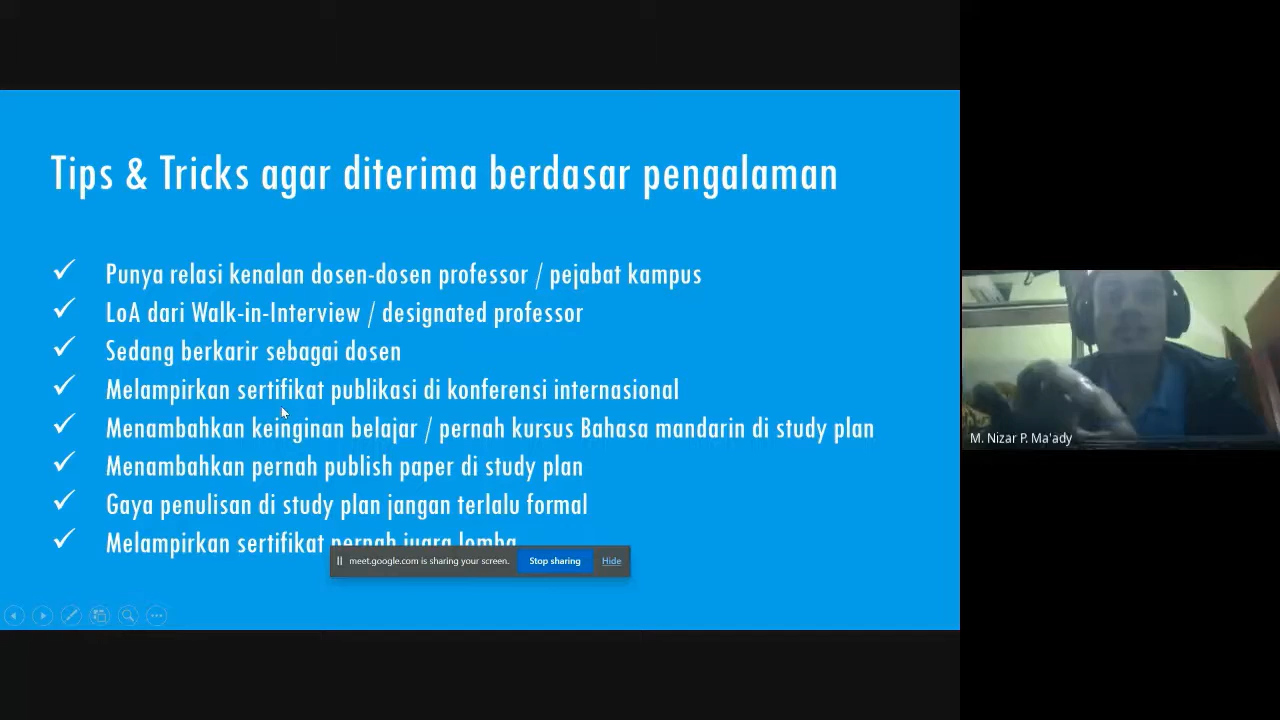 Tips & Tricks agar diterima berdasar pengalaman
Punya relasi kenalan dosen-dosen professor / pejabat kampus
LoA dari Walk-in-Interview / designated professor
Sedang berkarir sebagai dosen
Melampirkan sertifikat publikasi di konferensi internasional
Menambahkan keinginan belajar / pernah kursus Bahasa mandarin di study plan
Menambahkan pernah publish paper di study plan
Gaya penulisan di study plan jangan terlalu formal
Melampirkan sertifikat pernah juara lomba
meet.google.com is sharing your screen. Stop sharing Hide
M. Nizar P. Ma'ady